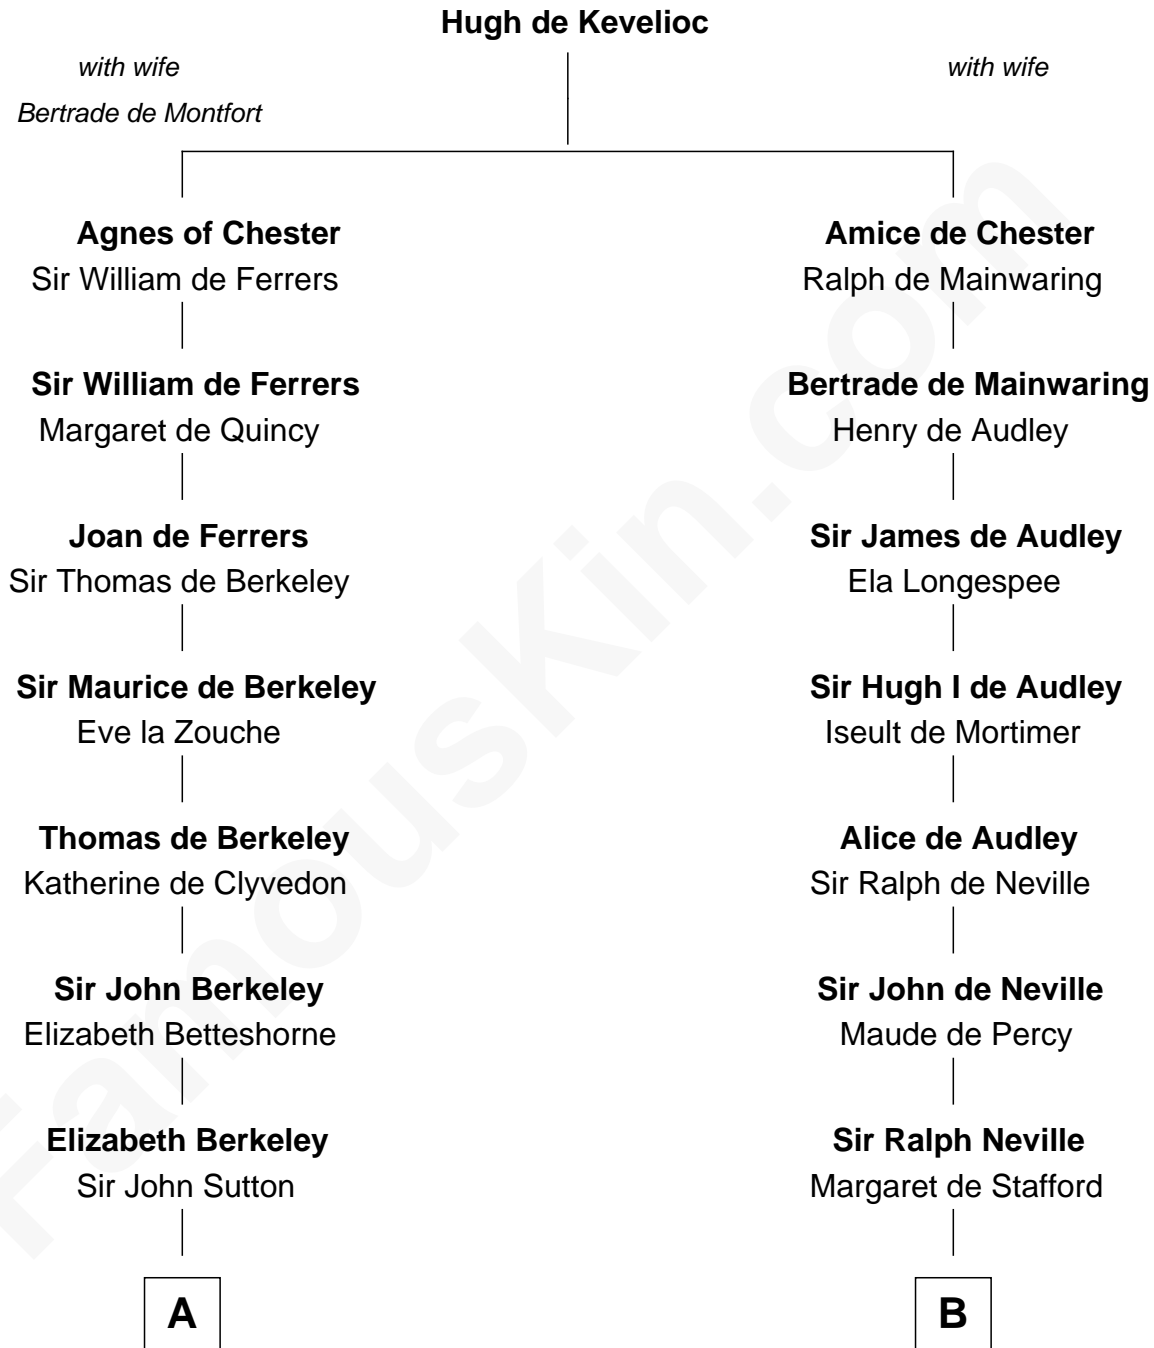 Hugh de Kevelioc
with wife
Bertrade de Montfort
with wife
Agnes of Chester
Sir William de Ferrers
Amice de Chester
Ralph de Mainwaring
Sir William de Ferrers
Margaret de Quincy
Bertrade de Mainwaring
Henry de Audley
Joan de Ferrers
Sir Thomas de Berkeley
Sir James de Audley
Ela Longespee
Sir Maurice de Berkeley
Eve la Zouche
Sir Hugh I de Audley
Iseult de Mortimer
Thomas de Berkeley
Katherine de Clyvedon
Alice de Audley
Sir Ralph de Neville
Sir John Berkeley
Elizabeth Betteshorne
Sir John de Neville
Maude de Percy
Elizabeth Berkeley
Sir John Sutton
Sir Ralph Neville
Margaret de Stafford
A
B
FamousKin.com